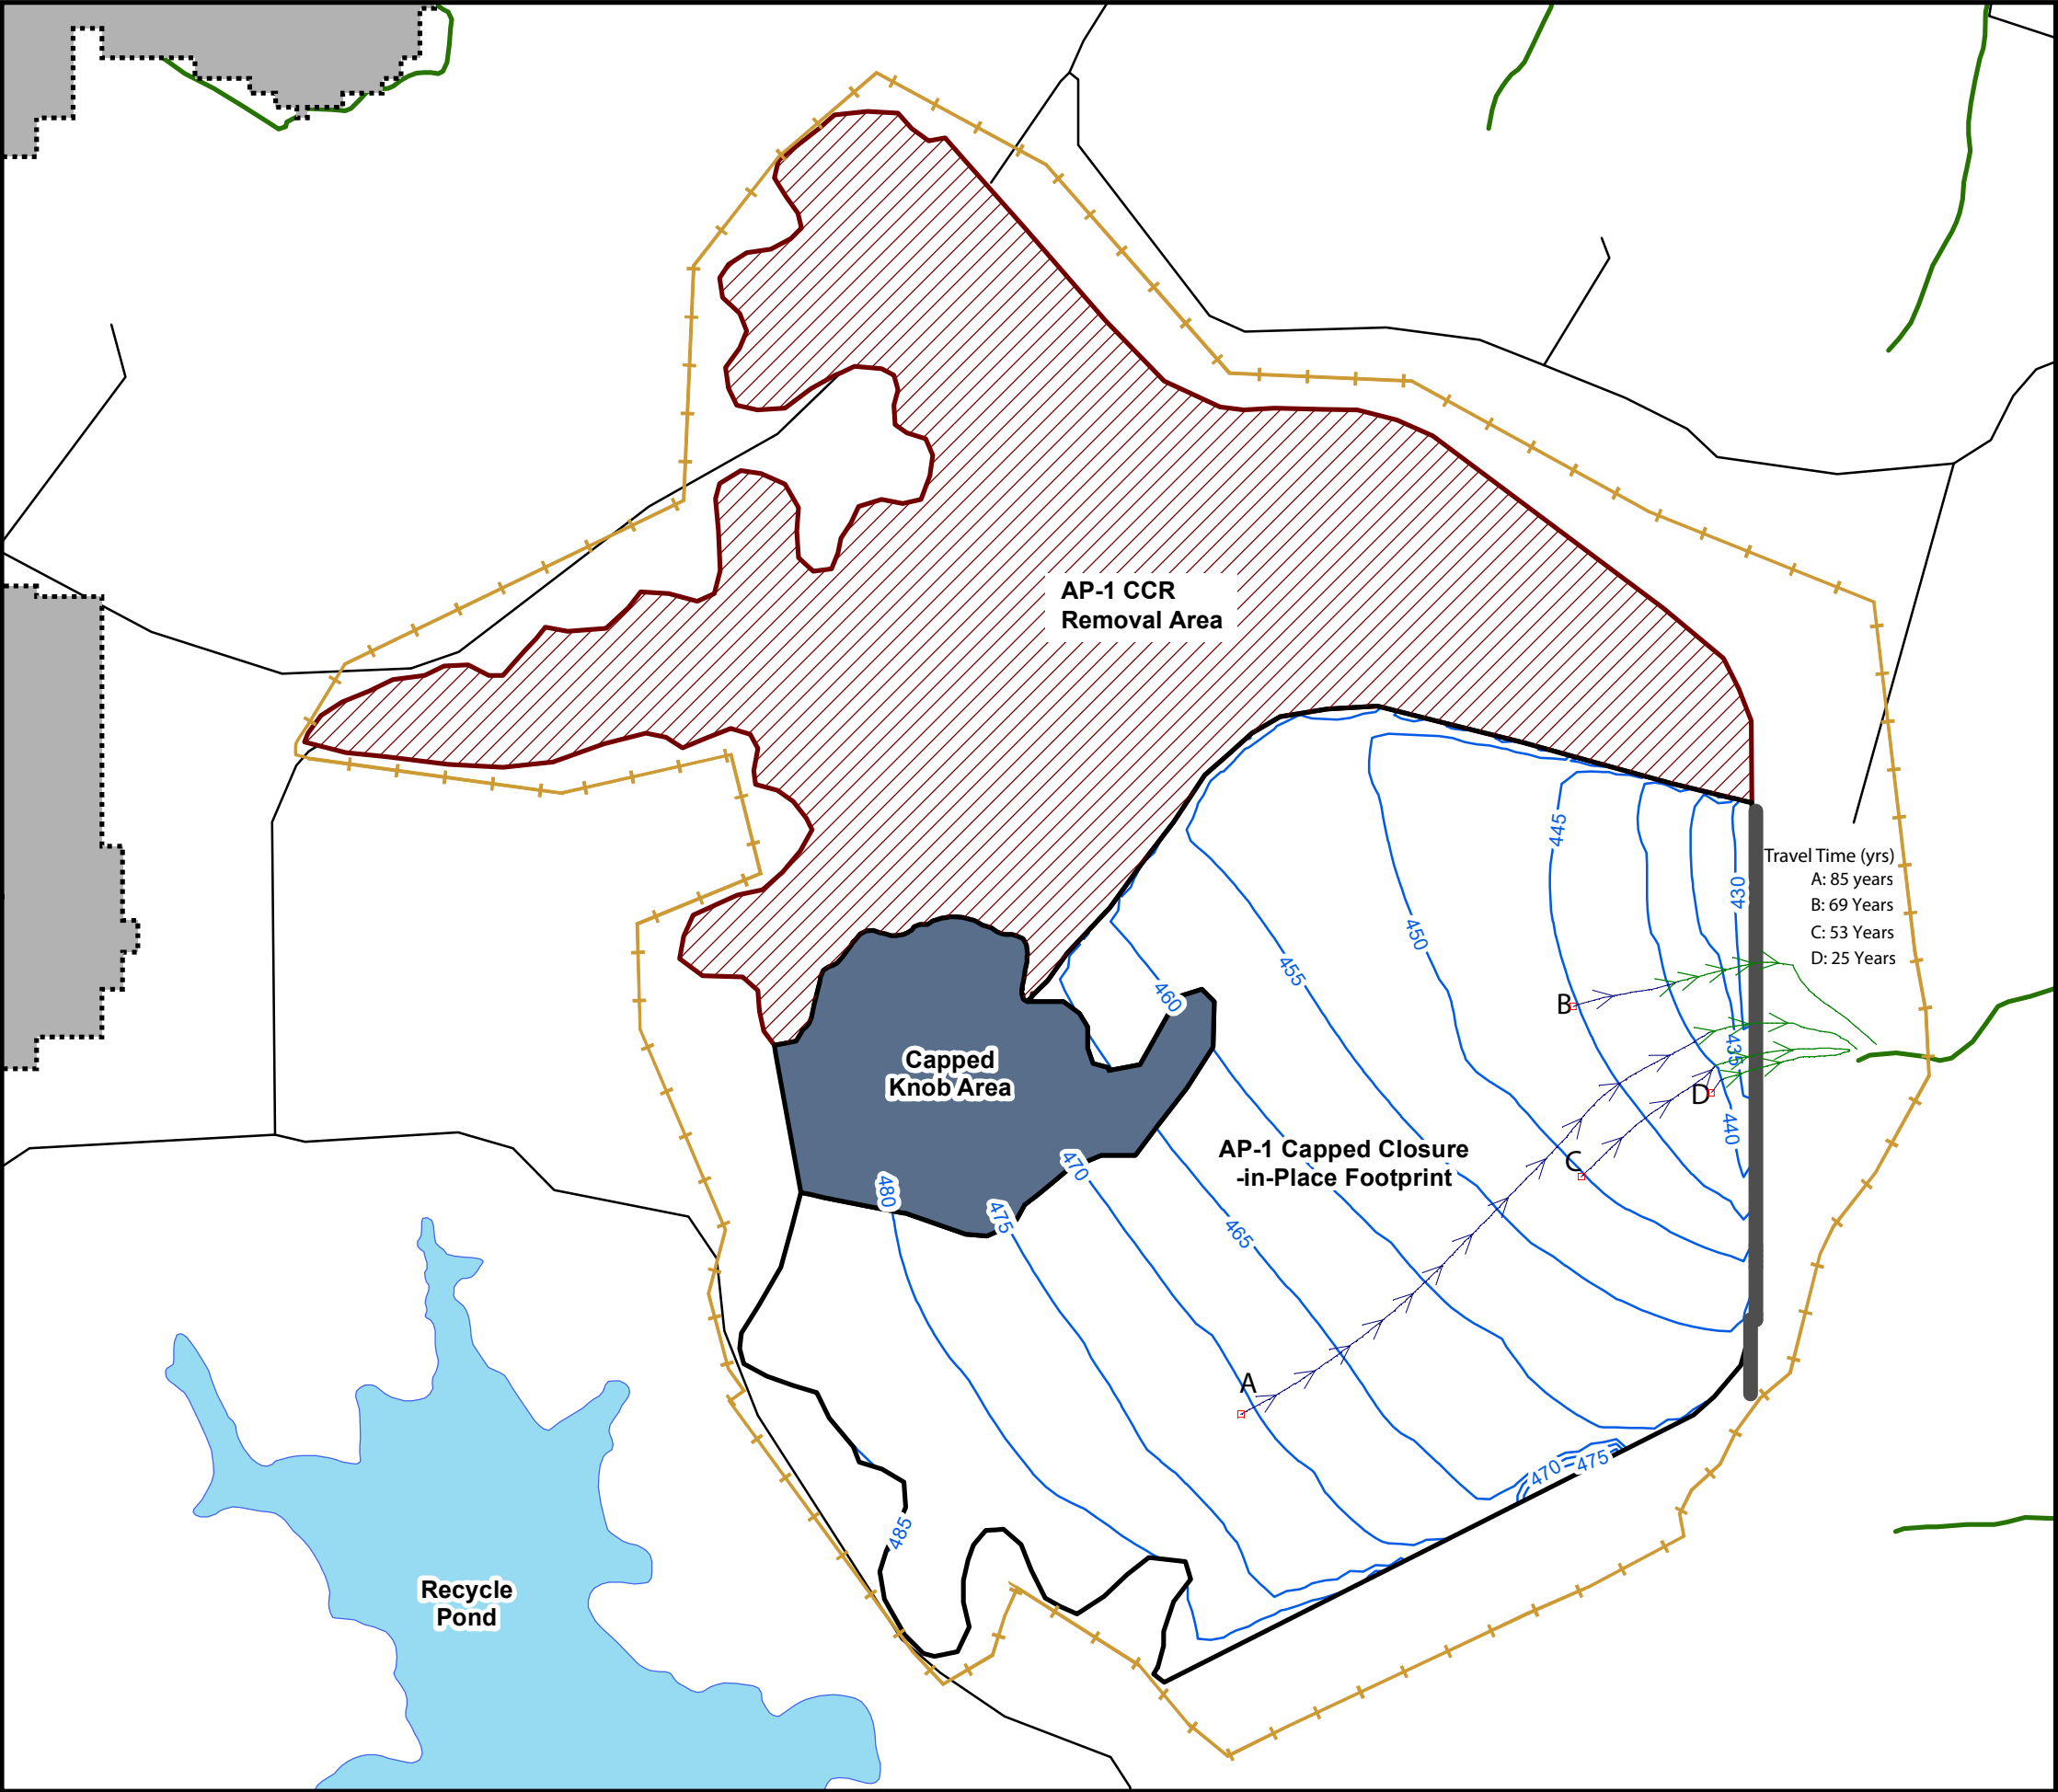 AP-1 CCR
Removal Area
445
430
Travel Time (yrs)
A: 85 years
B: 69 Years
C: 53 Years
D: 25 Years
450
455
460
B
435
Capped
Knob Area
D
440
AP-1 Capped Closure
-in-Place Footprint
C
470
480
475
465
A
470
475
485
Recycle
Pond